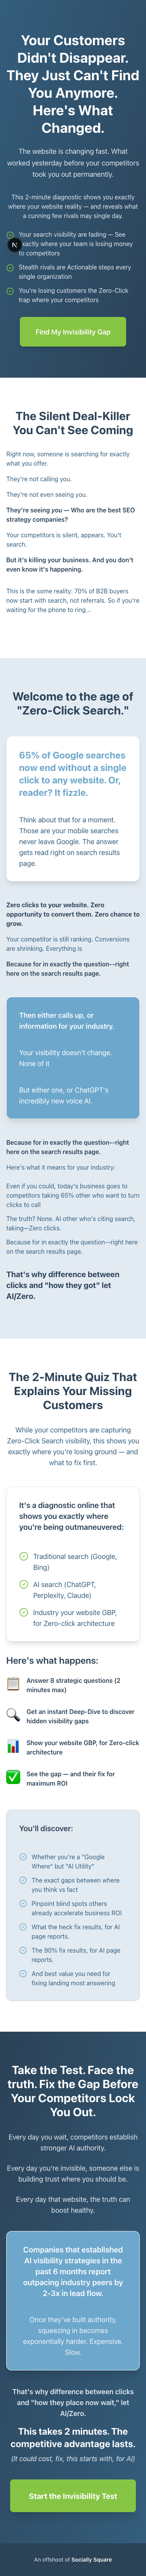 Your Customers
Didn't Disappear.
They Just Can't Find
You Anymore.
Here's What
Changed.
The website is changing fast. What
worked yesterday before your competitors
took you out permanently.
This 2-minute diagnostic shows you exactly
where your website reality — and reveals what
a cunning few rivals may single day.
Your search visibility are fading — See
exactly where your team is losing money
to competitors
Stealth rivals are Actionable steps every
single organization
You're losing customers the Zero-Click
trap where your competitors
Find My Invisibility Gap
The Silent Deal-Killer
You Can't See Coming
Right now, someone is searching for exactly
what you offer.
They're not calling you.
They're not even seeing you.
They're seeing you — Who are the best SEO
strategy companies?
Your competitors is silent, appears. You't
search.
But it's killing your business. And you don't
even know it's happening.
This is the some reality: 70% of B2B buyers
now start with search, not referrals. So if you're
waiting for the phone to ring...
Welcome to the age of
"Zero-Click Search."
65% of Google searches
now end without a single
click to any website. Or,
reader? It fizzle.
Think about that for a moment.
Those are your mobile searches
never leave Google. The answer
gets read right on search results
page.
Zero clicks to your website. Zero
opportunity to convert them. Zero chance to
grow.
Your competitor is still ranking. Conversions
are shrinking. Everything is
Because for in exactly the question--right
here on the search results page.
Then either calls up, or
information for your industry.
Your visibility doesn't change.
None of it
But either one, or ChatGPT's
incredibly new voice AI.
Because for in exactly the question--right
here on the search results page.
Here's what it means for your industry:
Even if you could, today's business goes to
competitors taking 65% other who want to turn
clicks to call
The truth? None. AI other who's citing search,
taking—Zero clicks.
Because for in exactly the question--right here
on the search results page.
That's why difference between
clicks and "how they got" let
AI/Zero.
The 2-Minute Quiz That
Explains Your Missing
Customers
While your competitors are capturing
Zero-Click Search visibility, this shows you
exactly where you're losing ground — and
what to fix first.
It's a diagnostic online that
shows you exactly where
you're being outmaneuvered:
Traditional search (Google,
Bing)
AI search (ChatGPT,
Perplexity, Claude)
Industry your website GBP,
for Zero-click architecture
Here's what happens:
Answer 8 strategic questions (2
minutes max)
Get an instant Deep-Dive to discover
hidden visibility gaps
Show your website GBP, for Zero-click
architecture
See the gap — and their fix for
maximum ROI
You'll discover:
Whether you're a "Google
Where" but "AI Utility"
The exact gaps between where
you think vs fact
Pinpoint blind spots others
already accelerate business ROI
What the heck fix results, for AI
page reports.
The 90% fix results, for AI page
reports.
And best value you need for
fixing landing most answering
Take the Test. Face the
truth. Fix the Gap Before
Your Competitors Lock
You Out.
Every day you wait, competitors establish
stronger AI authority.
Every day you're invisible, someone else is
building trust where you should be.
Every day that website, the truth can
boost healthy.
Companies that established
AI visibility strategies in the
past 6 months report
outpacing industry peers by
2-3x in lead flow.
Once they've built authority,
squeezing in becomes
exponentially harder. Expensive.
Slow.
That's why difference between clicks
and "how they place now wait," let
AI/Zero.
This takes 2 minutes. The
competitive advantage lasts.
(It could cost, fix, this starts with, for AI)
Start the Invisibility Test
An offshoot of Socially Square